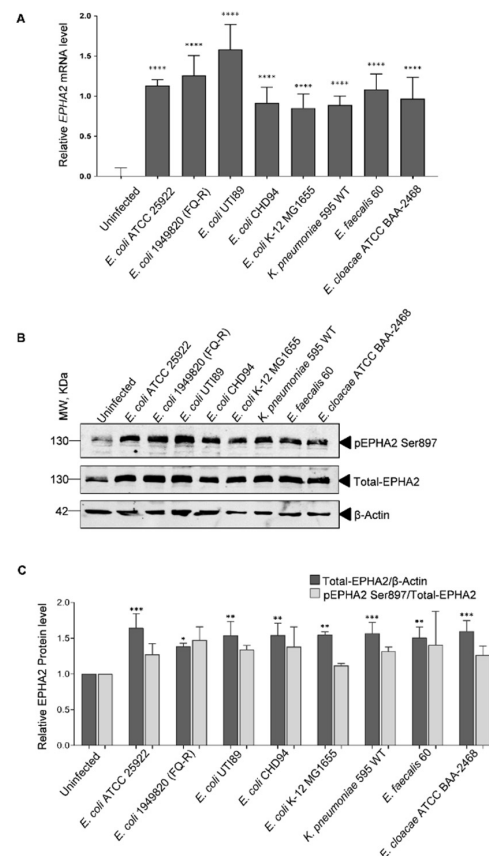 A
Relative EPHA2 mRNA level
2.0
1.5
1.0
0.5
0.0
****
****
****
****
****
****
****
****
Uninfected
E. coli ATCC 25922
E. coli 1949820 (FQ-R)
E. coli UTI89
E. coli CHD94
E. coli K-12 MG1655
K. pneumoniae 595 WT
E. faecalis 60
E. cloacae ATCC BAA-2468
B
MW, KDa
Uninfected
E. coli ATCC 25922
E. coli 1949820 (FQ-R)
E. coli UTI89
E. coli CHD94
E. coli K-12 MG1655
K. pneumoniae 595 WT
E. faecalis 60
E. cloacae ATCC BAA-2468
130
pEPHA2 Ser897
130
Total-EPHA2
42
β-Actin
C
Total-EPHA2/β-Actin
pEPHA2 Ser897/Total-EPHA2
Relative EPHA2 Protein level
2.0
1.5
1.0
0.5
0.0
***
*
**
**
**
***
**
***
Uninfected
E. coli ATCC 25922
E. coli 1949820 (FQ-R)
E. coli UTI89
E. coli CHD94
E. coli K-12 MG1655
K. pneumoniae 595 WT
E. faecalis 60
E. cloacae ATCC BAA-2468